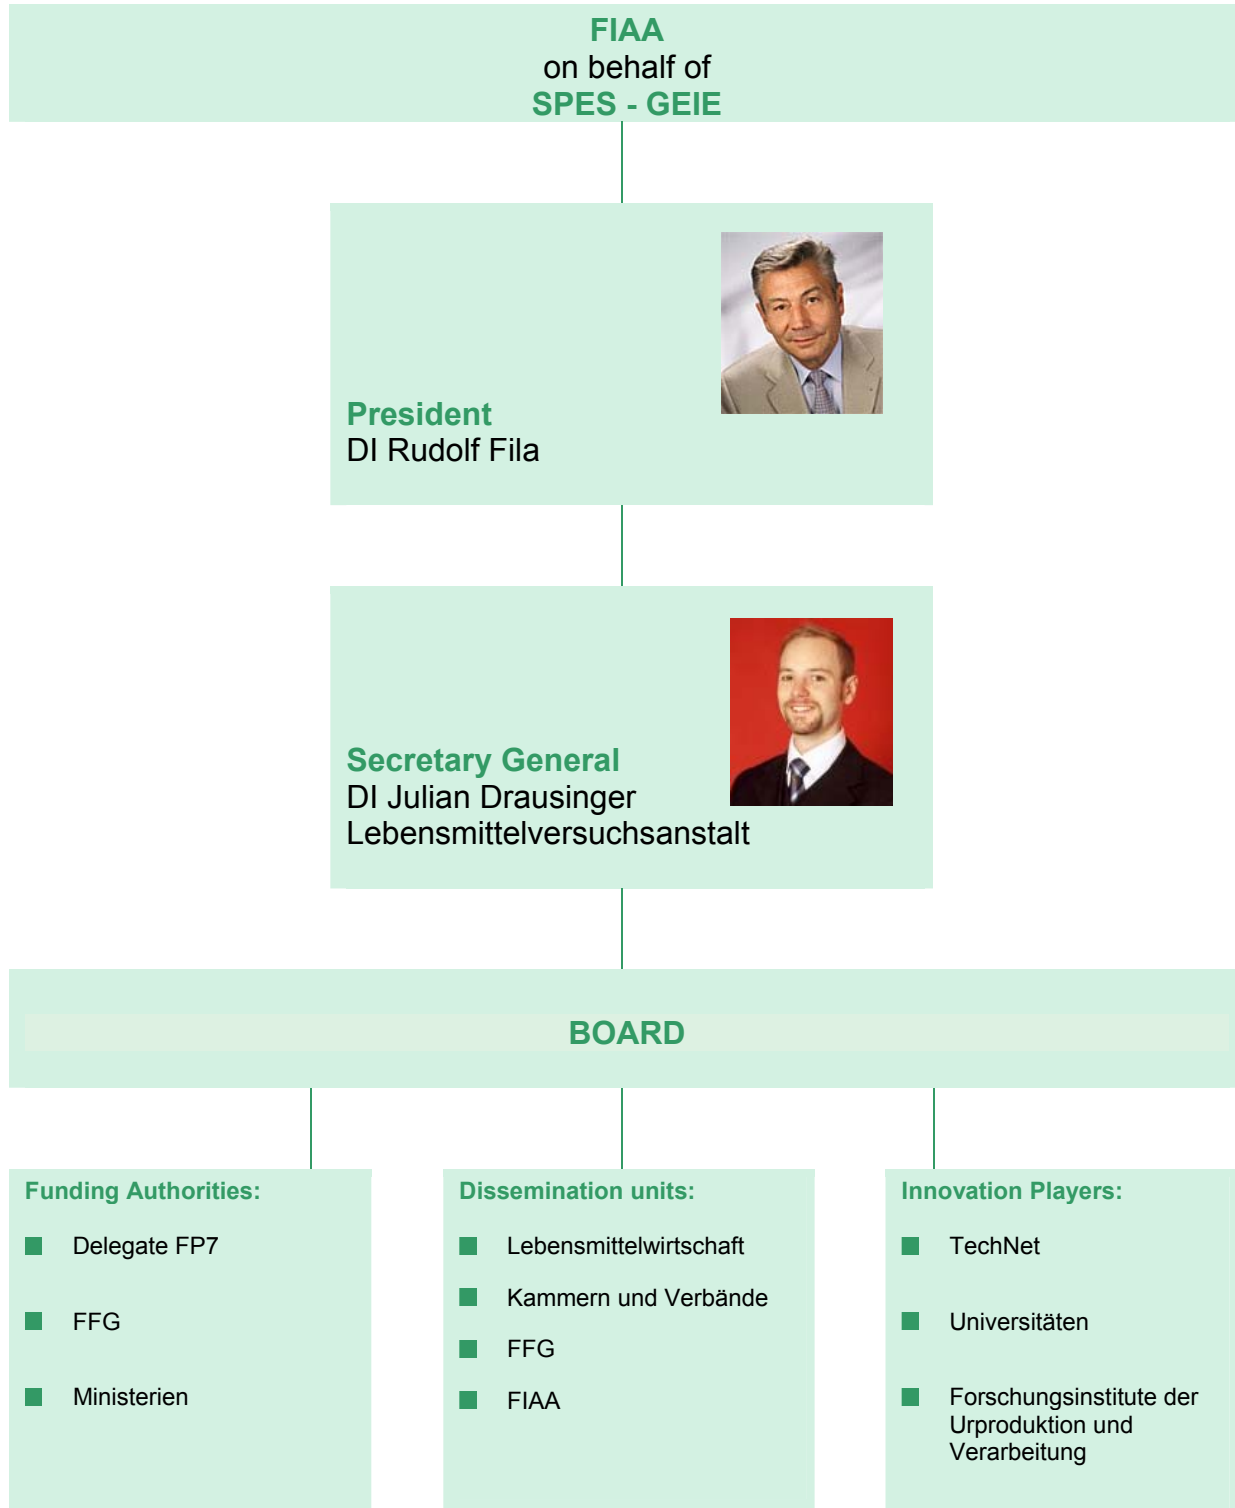 FIAA
on behalf of
SPES - GEIE
President
DI Rudolf Fila
Secretary General
DI Julian Drausinger
Lebensmittelversuchsanstalt
BOARD
Funding Authorities:
Delegate FP7
FFG
Ministerien
Dissemination units:
Lebensmittelwirtschaft
Kammern und Verbände
FFG
FIAA
Innovation Players:
TechNet
Universitäten
Forschungsinstitute der
Urproduktion und
Verarbeitung